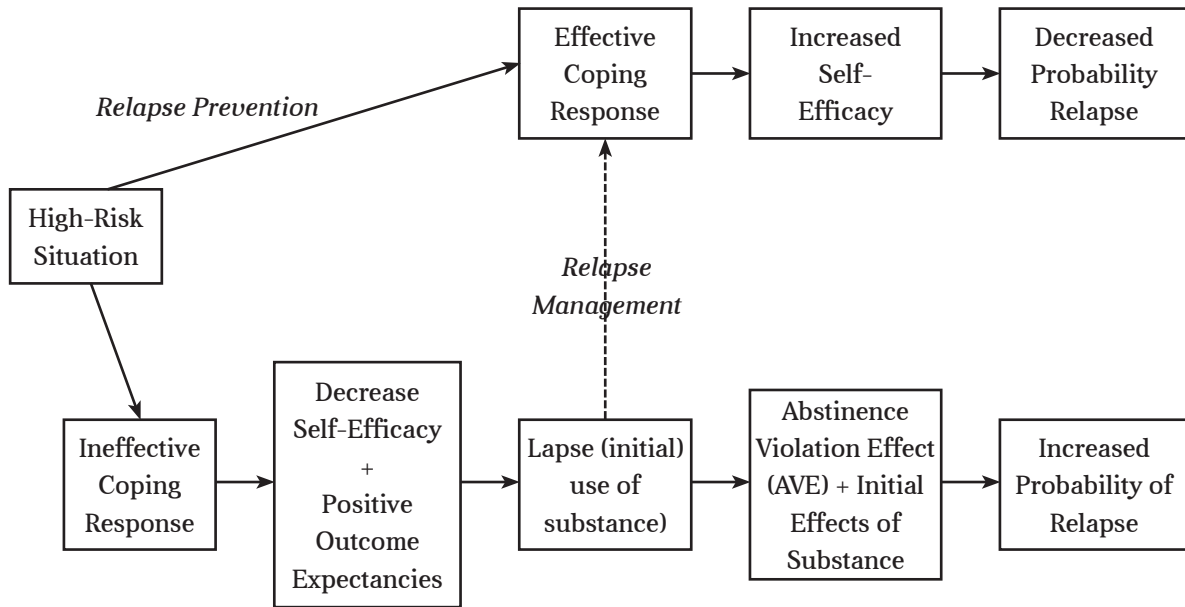 Effective
Coping
Response
Increased
Self-
Efficacy
Decreased
Probability
Relapse
Relapse Prevention
High-Risk
Situation
Relapse
Management
Ineffective
Coping
Response
Decrease
Self-Efficacy
+
Positive
Outcome
Expectancies
Lapse (initial)
use of
substance)
Abstinence
Violation Effect
(AVE) + Initial
Effects of
Substance
Increased
Probability of
Relapse